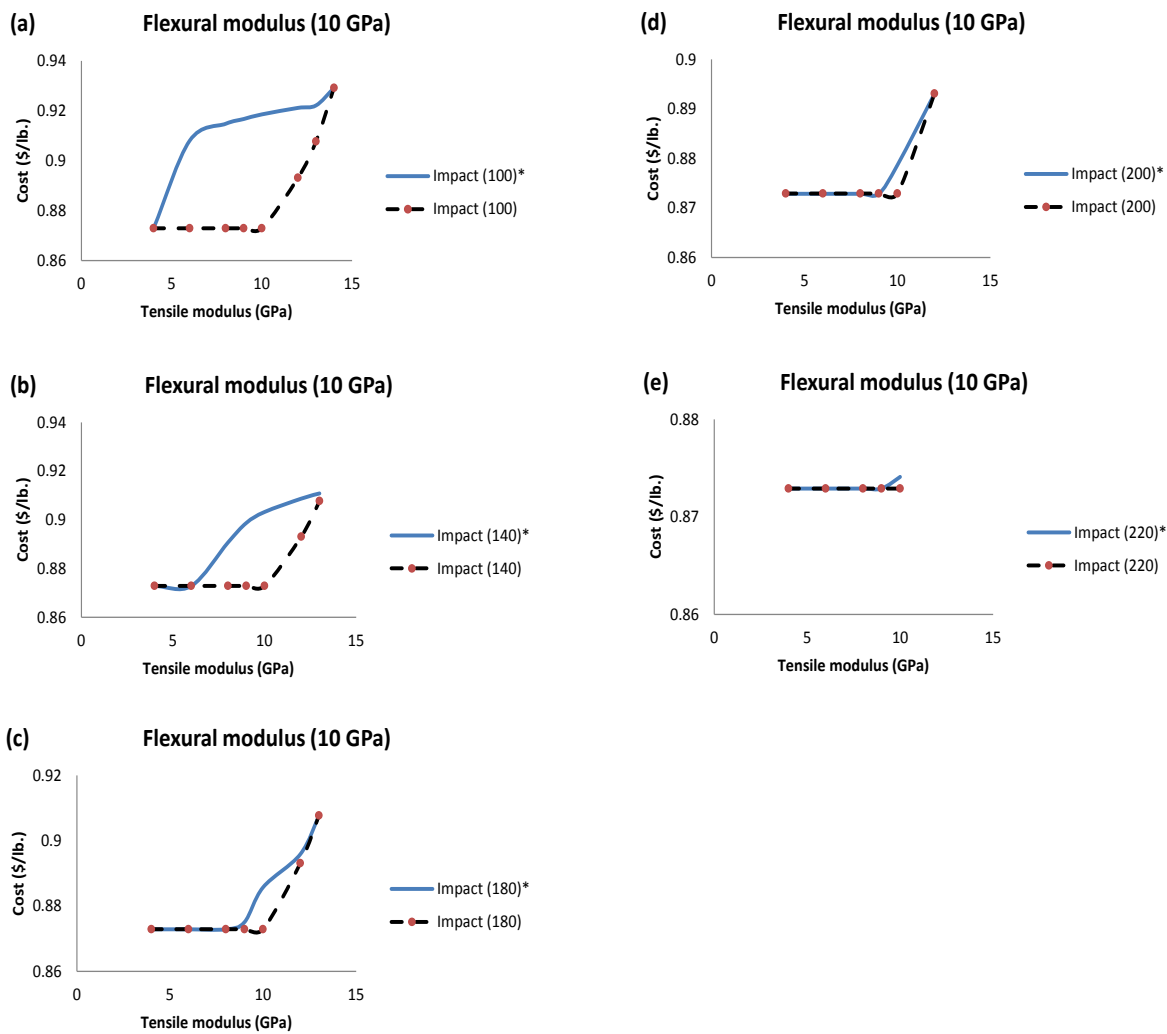 (a) Flexural modulus (10 GPa)
0.94
0.92
0.9
0.88
0.86
Cost ($/lb.)
0 5 10 15
Tensile modulus (GPa)
Impact (100)*
Impact (100)
(b) Flexural modulus (10 GPa)
0.94
0.92
0.9
0.88
0.86
Cost ($/lb.)
0 5 10 15
Tensile modulus (GPa)
Impact (140)*
Impact (140)
(c) Flexural modulus (10 GPa)
0.92
0.9
0.88
0.86
Cost ($/lb.)
0 5 10 15
Tensile modulus (GPa)
Impact (180)*
Impact (180)
(d) Flexural modulus (10 GPa)
0.9
0.89
0.88
0.87
0.86
Cost ($/lb.)
0 5 10 15
Tensile modulus (GPa)
Impact (200)*
Impact (200)
(e) Flexural modulus (10 GPa)
0.88
0.87
0.86
Cost ($/lb.)
0 5 10 15
Tensile modulus (GPa)
Impact (220)*
Impact (220)